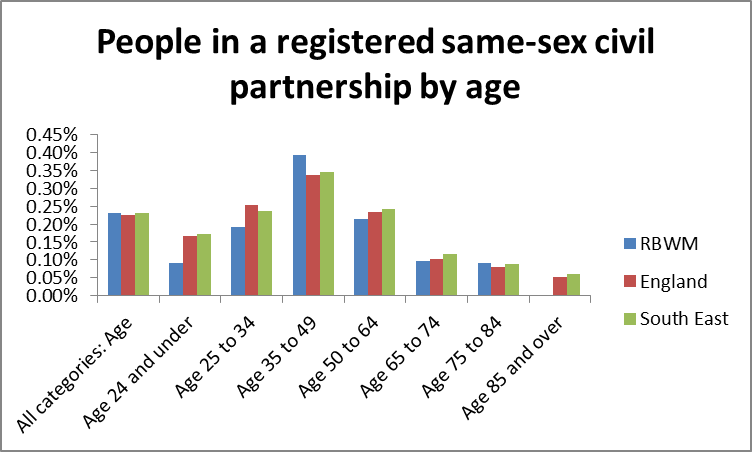 People in a registered same-sex civil
partnership by age
0.45%
0.40%
0.35%
0.30%
0.25%
0.20%
0.15%
0.10%
0.05%
0.00%
All categories: Age
Age 24 and under
Age 25 to 34
Age 35 to 49
Age 50 to 64
Age 65 to 74
Age 75 to 84
Age 85 and over
RBWM
England
South East